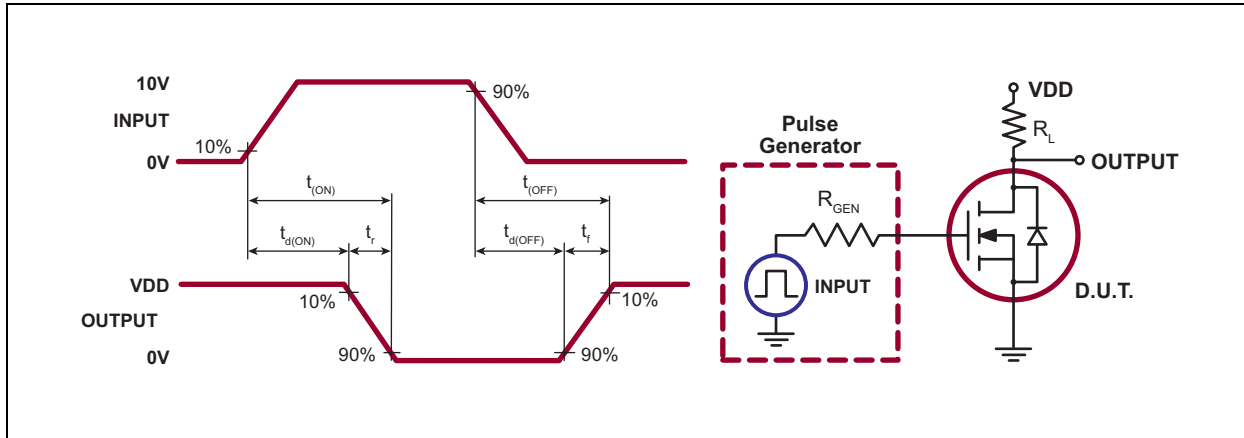 10V
INPUT
0V
10%
90%
t(ON)
t(OFF)
td(ON)
tr
td(OFF)
tf
VDD
OUTPUT
0V
10%
90%
90%
10%
Pulse
Generator
RGEN
INPUT
VDD
RL
OUTPUT
D.U.T.